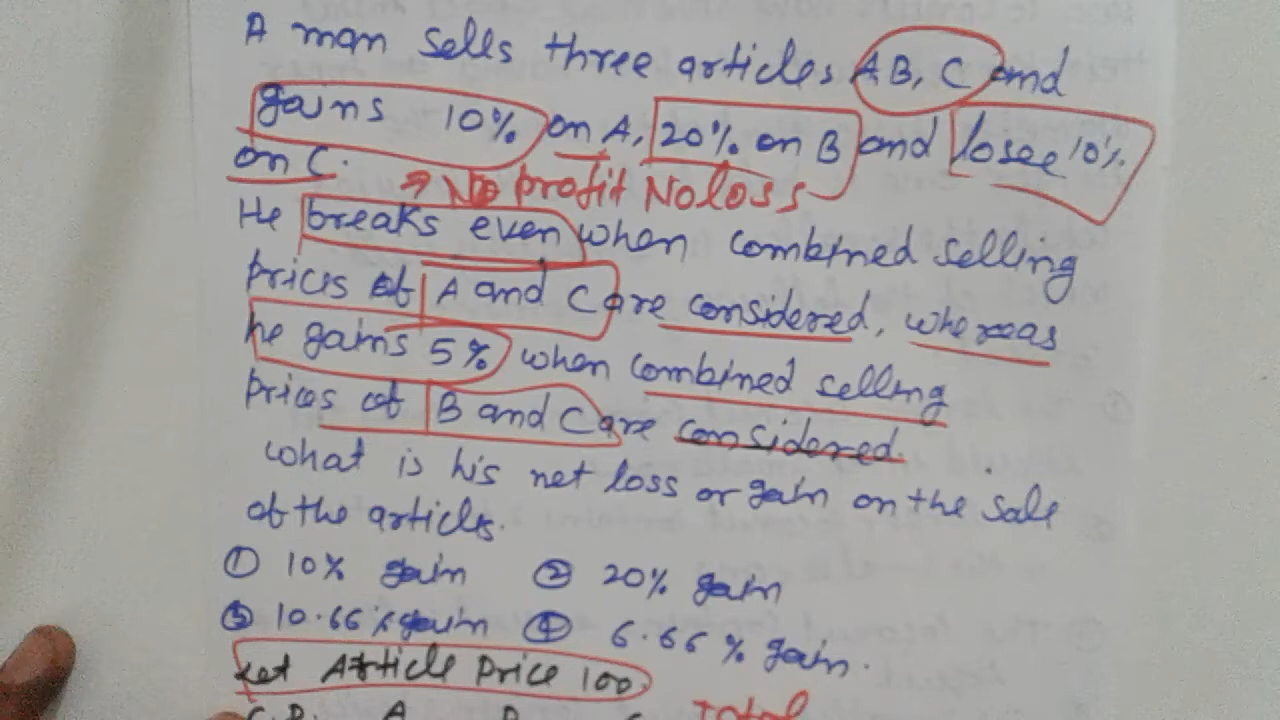 A man sells three articles A B, C and
gains 10% on A, 20% on B and losee 10%
on C.
→ No profit No loss
He breaks even when combined selling
prices of A and C are considered, whereas
he gains 5% when combined selling
prices of B and C are considered.
what is his net loss or gain on the sale
of the articles.
① 10% gain ② 20% gain
③ 10.66% gain ④ 6.66% gain.
Let Article Price 100
C.P. A B C Total